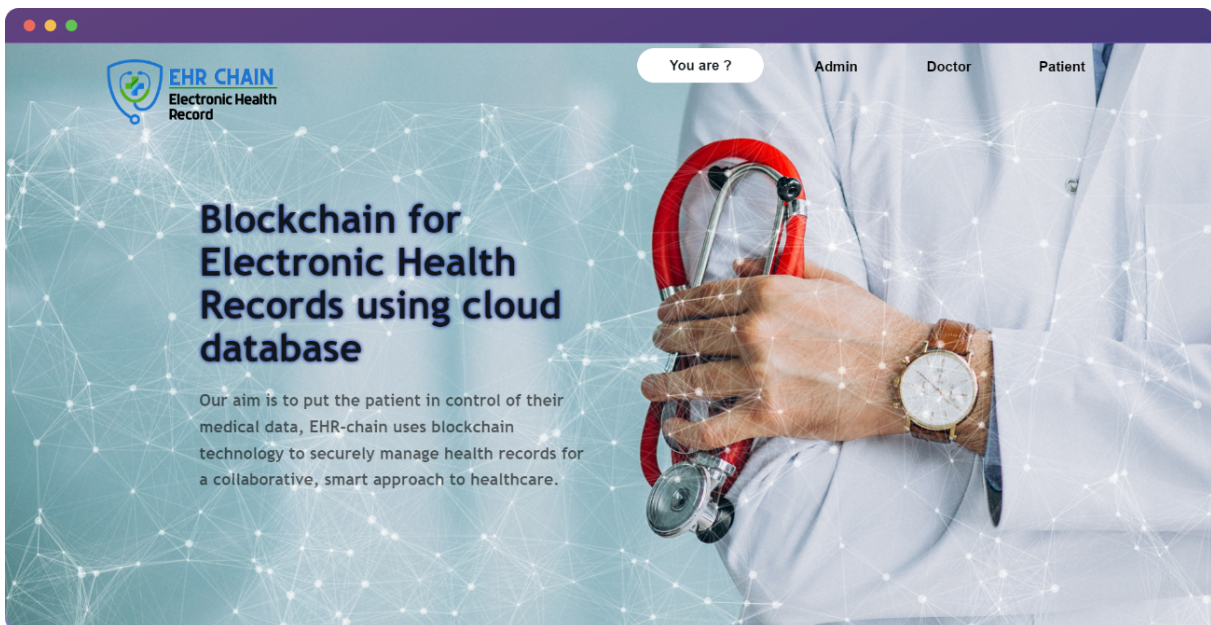 EHR CHAIN
Electronic Health
Record
You are ?
Admin
Doctor
Patient
Blockchain for
Electronic Health
Records using cloud
database
Our aim is to put the patient in control of their
medical data, EHR-chain uses blockchain
technology to securely manage health records for
a collaborative, smart approach to healthcare.